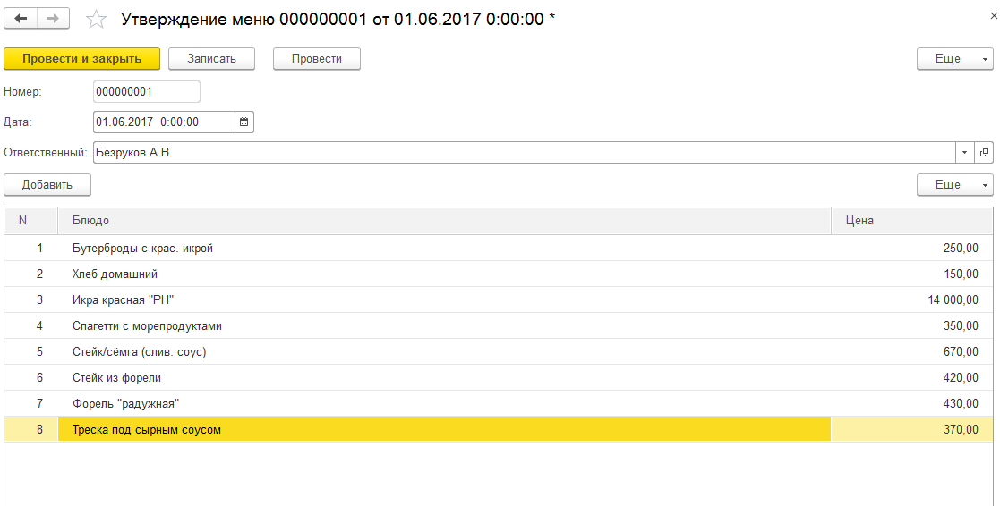 Утверждение меню 000000001 от 01.06.2017 0:00:00 *
Провести и закрыть Записать Провести Еще
Номер: 000000001
Дата: 01.06.2017 0:00:00
Ответственный: Безруков А.В.
Добавить Еще
N Блюдо Цена
1 Бутерброды с крас. икрой 250,00
2 Хлеб домашний 150,00
3 Икра красная "РН" 14 000,00
4 Спагетти с морепродуктами 350,00
5 Стейк/сёмга (слив. соус) 670,00
6 Стейк из форели 420,00
7 Форель "радужная" 430,00
8 Треска под сырным соусом 370,00